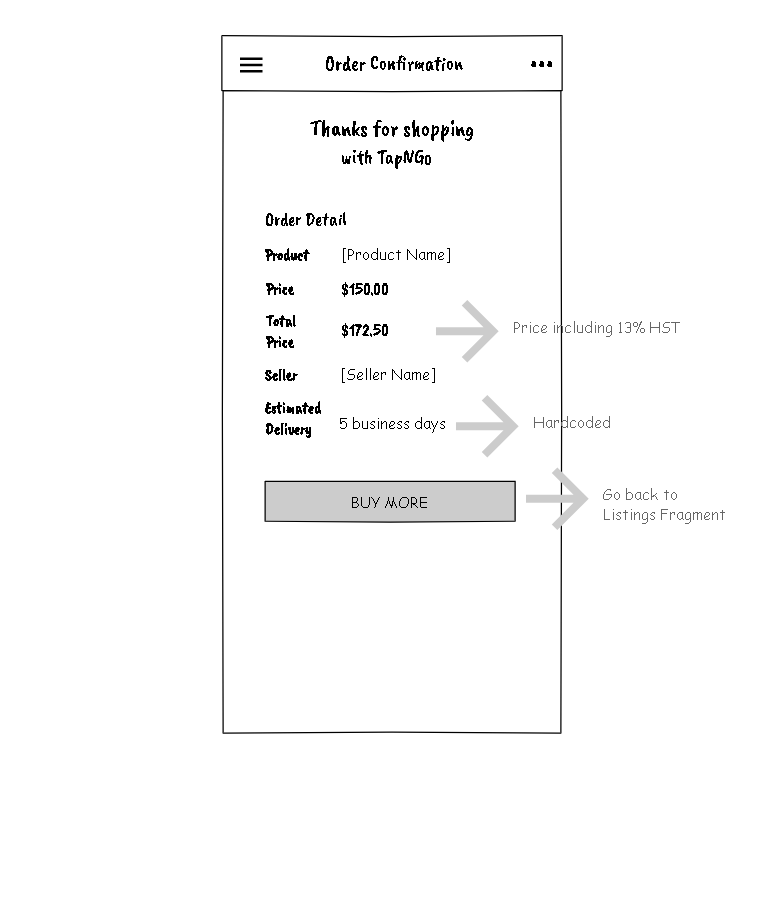 Order Confirmation
Thanks for shopping
with TapNGo
Order Detail
Product [Product Name]
Price $150.00
Total
Price
$172.50
Price including 13% HST
Seller [Seller Name]
Estimated
Delivery
5 business days
Hardcoded
BUY MORE
Go back to
Listings Fragment